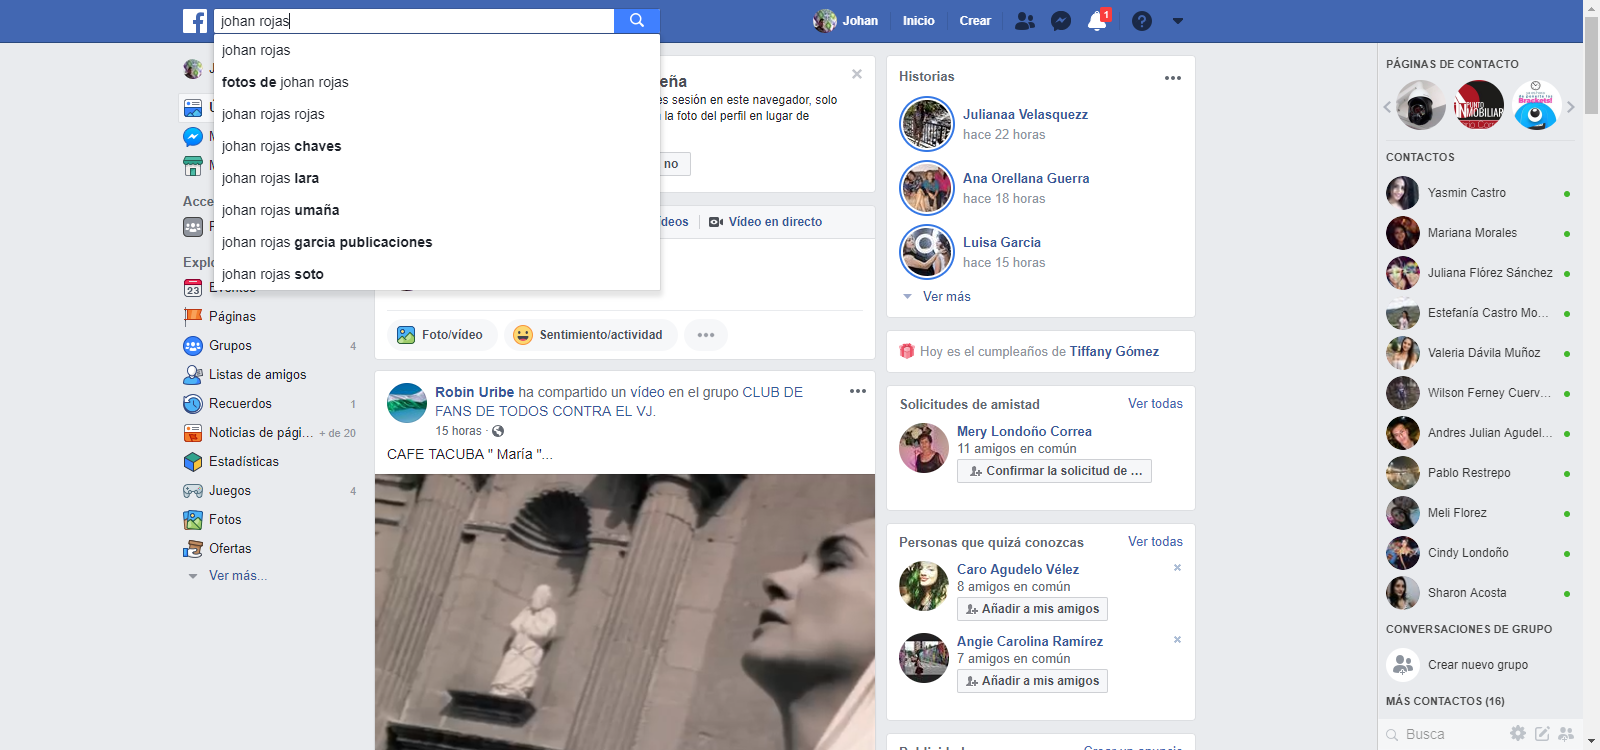 johan rojas
Johan
Inicio
Crear
1
johan rojas
fotos de johan rojas
johan rojas rojas
johan rojas chaves
johan rojas lara
johan rojas umaña
johan rojas garcia publicaciones
johan rojas soto
Acce
Explo
23
Eventos
Páginas
Grupos 4
Listas de amigos
Recuerdos 1
Noticias de pági... + de 20
Estadísticas
Juegos 4
Fotos
Ofertas
Ver más...
eña
es sesión en este navegador, solo
la foto del perfil en lugar de
no
ídeos
Vídeo en directo
Foto/vídeo
Sentimiento/actividad
Robin Uribe ha compartido un vídeo en el grupo CLUB DE
FANS DE TODOS CONTRA EL VJ.
15 horas ·
CAFE TACUBA " María "...
Historias
Julianaa Velasquezz
hace 22 horas
Ana Orellana Guerra
hace 18 horas
Luisa Garcia
hace 15 horas
Ver más
Hoy es el cumpleaños de Tiffany Gómez
Solicitudes de amistad
Ver todas
Mery Londoño Correa
11 amigos en común
Confirmar la solicitud de ...
Personas que quizá conozcas
Ver todas
Caro Agudelo Vélez
8 amigos en común
Añadir a mis amigos
Angie Carolina Ramírez
7 amigos en común
Añadir a mis amigos
Publicidad
Crear un anuncio
PÁGINAS DE CONTACTO
PUNTO
INMOBILIAR
Brackets!
CONTACTOS
Yasmin Castro
Mariana Morales
Juliana Flórez Sánchez
Estefanía Castro Mo...
Valeria Dávila Muñoz
Wilson Ferney Cuerv...
Andres Julian Agudel...
Pablo Restrepo
Meli Florez
Cindy Londoño
Sharon Acosta
CONVERSACIONES DE GRUPO
Crear nuevo grupo
MÁS CONTACTOS (16)
Busca